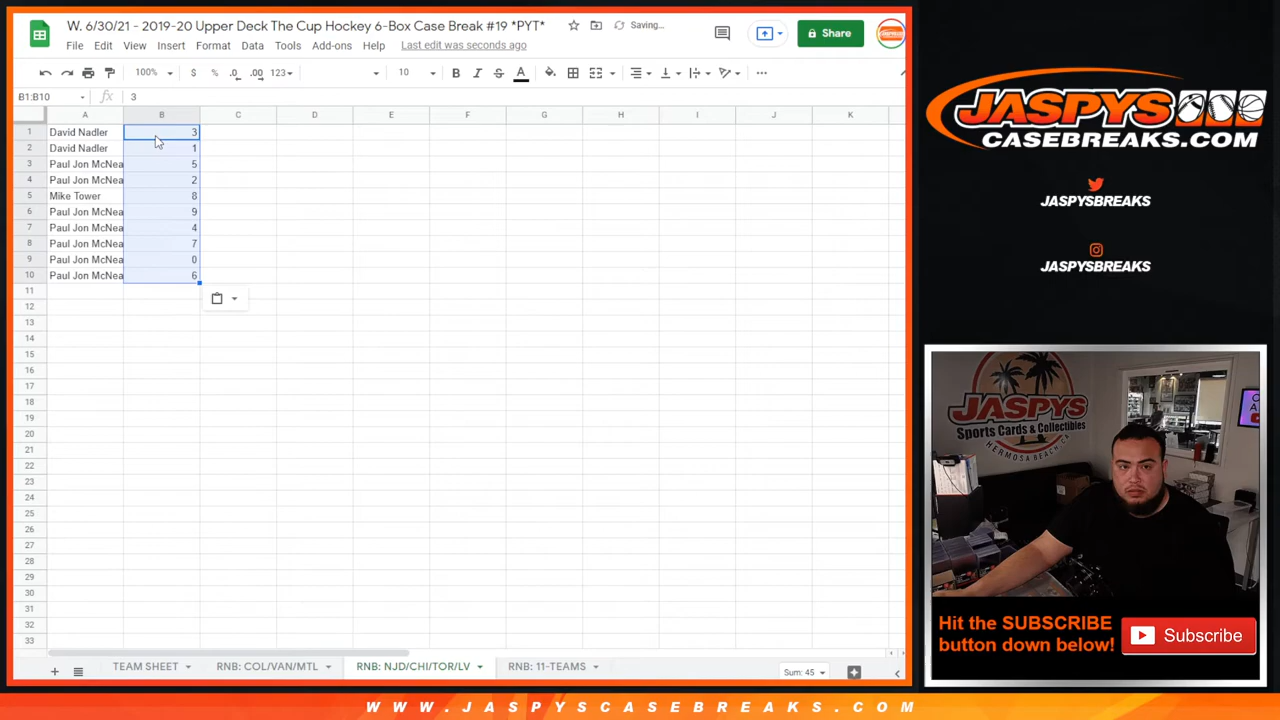 W. 6/30/21 - 2019-20 Upper Deck The Cup Hockey 6-Box Case Break #19 *PYT*
Saving...
File Edit View Insert Format Data Tools Add-ons Help Last edit was seconds ago
Share
100% $ % .0 .00 123 10 B I S A
B1:B10 fx 3
A B C D E F G H I J K
1 David Nadler 3
2 David Nadler 1
3 Paul Jon McNea 5
4 Paul Jon McNea 2
5 Mike Tower 8
6 Paul Jon McNea 9
7 Paul Jon McNea 4
8 Paul Jon McNea 7
9 Paul Jon McNea 0
10 Paul Jon McNea 6
11
12
13
14
15
16
17
18
19
20
21
22
23
24
25
26
27
28
29
30
31
32
33
TEAM SHEET RNB: COL/VAN/MTL RNB: NJD/CHI/TOR/LV RNB: 11-TEAMS Sum: 45
JASPYS
CASEBREAKS.COM
JASPYSBREAKS
JASPYSBREAKS
JASPYS
Sports Cards & Collectibles
HERMOSA BEACH, CA
Hit the SUBSCRIBE
button down below!
Subscribe
WWW.JASPYSCASEBREAKS.COM